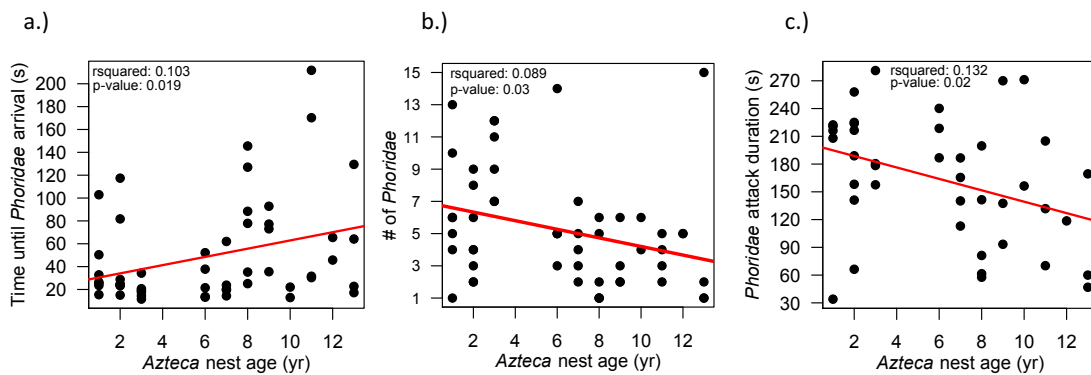 a.)
rsquared: 0.103
p-value: 0.019
Time until Phoridae arrival (s)
200
180
160
140
120
100
80
60
40
20
2 4 6 8 10 12
Azteca nest age (yr)
b.)
rsquared: 0.089
p-value: 0.03
# of Phoridae
15
13
11
9
7
5
3
1
2 4 6 8 10 12
Azteca nest age (yr)
c.)
rsquared: 0.132
p-value: 0.02
Phoridae attack duration (s)
270
240
210
180
150
120
90
60
30
2 4 6 8 10 12
Azteca nest age (yr)